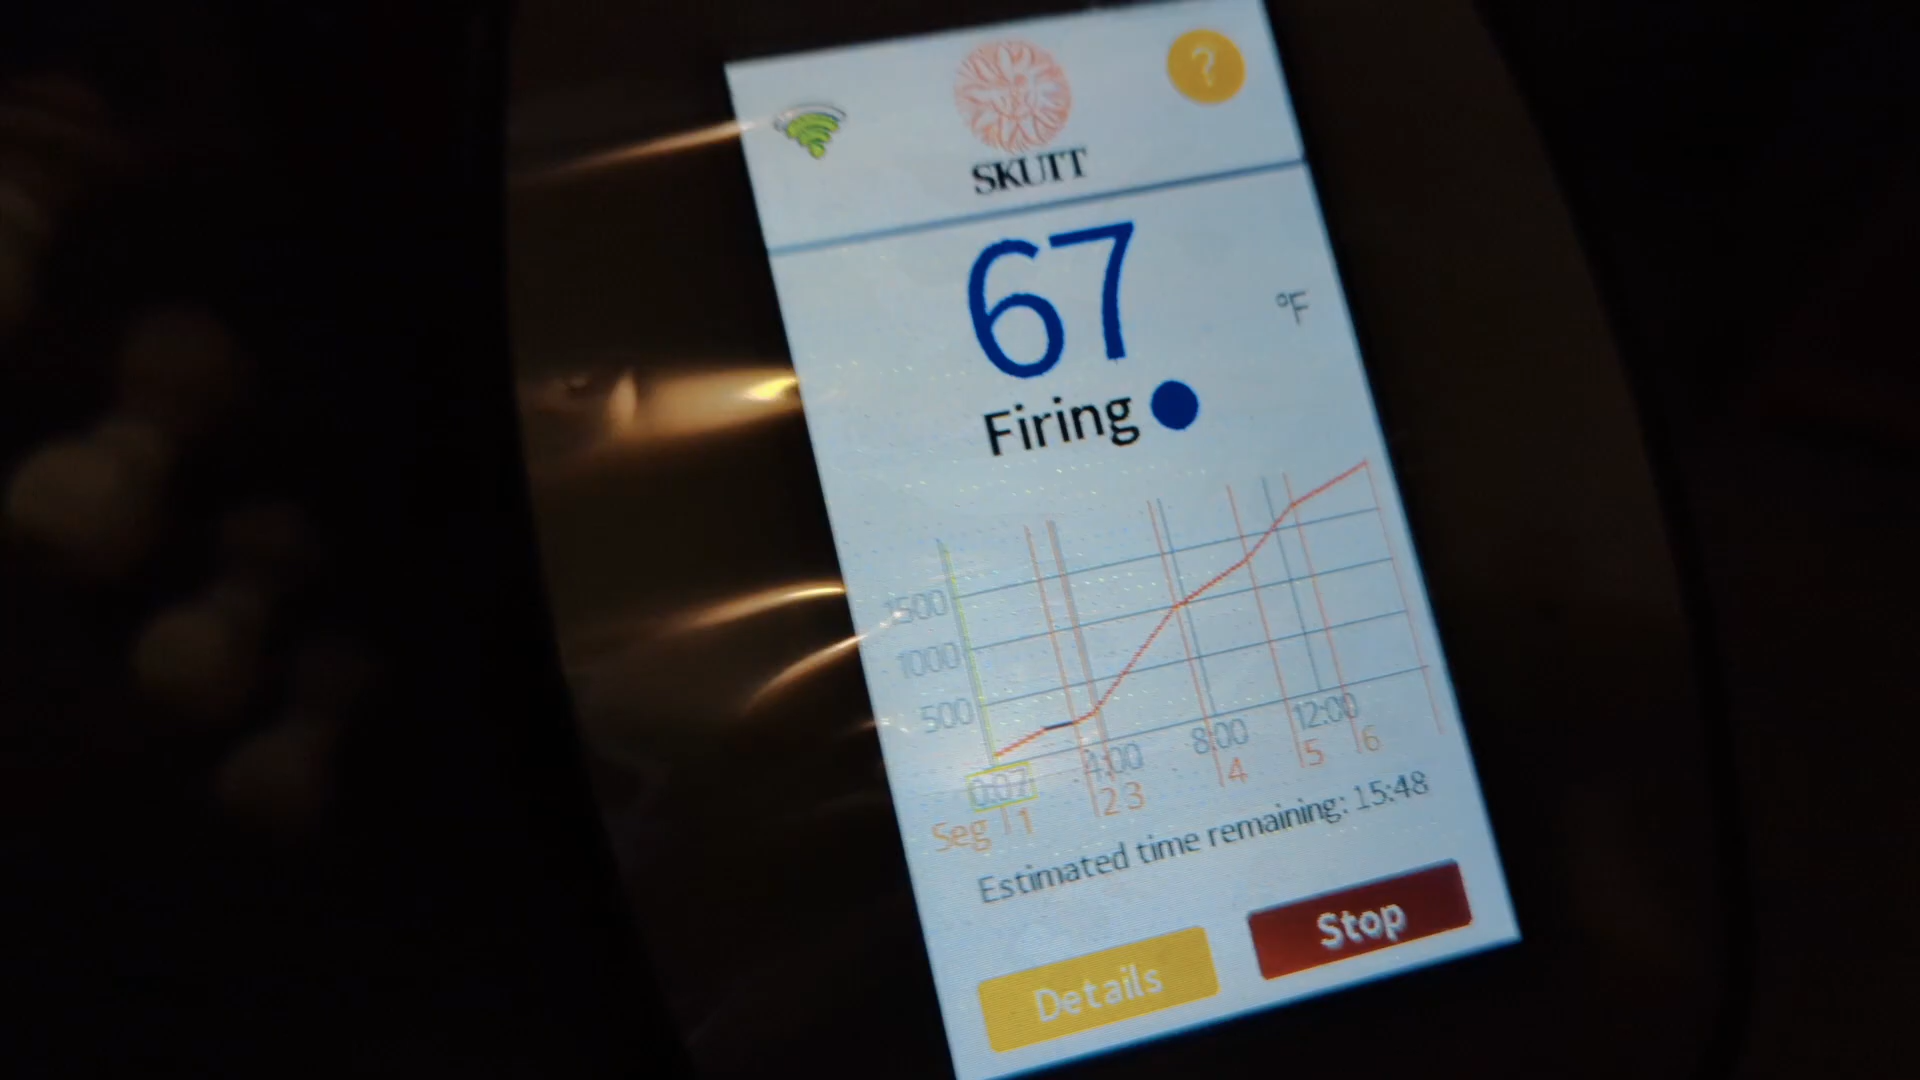 ?
SKUTT
67
°F
Firing
1500
1000
500
0:07 4:00 8:00 12:00
Seg 1 2 3 4 5 6
Estimated time remaining: 15:48
Details
Stop